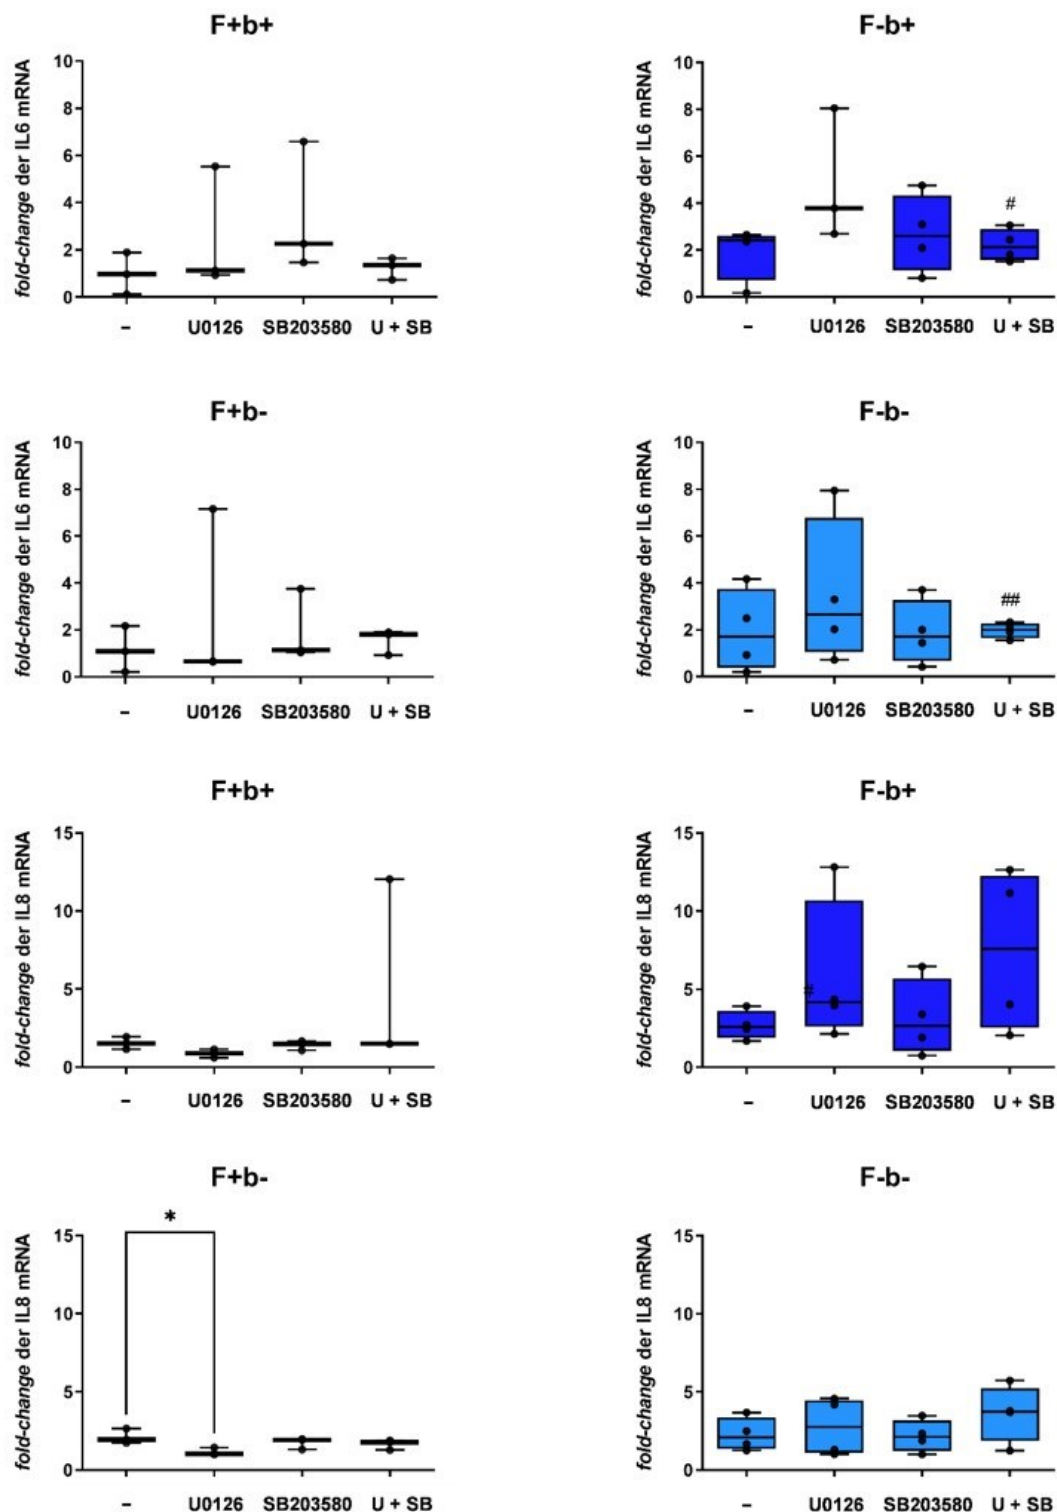 F+b+
fold-change der IL6 mRNA
10
8
6
4
2
0
– U0126 SB203580 U + SB
F-b+
fold-change der IL6 mRNA
10
8
6
4
2
0
#
– U0126 SB203580 U + SB
F+b-
fold-change der IL6 mRNA
10
8
6
4
2
0
– U0126 SB203580 U + SB
F-b-
fold-change der IL6 mRNA
10
8
6
4
2
0
##
– U0126 SB203580 U + SB
F+b+
fold-change der IL8 mRNA
15
10
5
0
– U0126 SB203580 U + SB
F-b+
fold-change der IL8 mRNA
15
10
5
0
#
– U0126 SB203580 U + SB
F+b-
fold-change der IL8 mRNA
15
10
5
0
*
– U0126 SB203580 U + SB
F-b-
fold-change der IL8 mRNA
15
10
5
0
– U0126 SB203580 U + SB